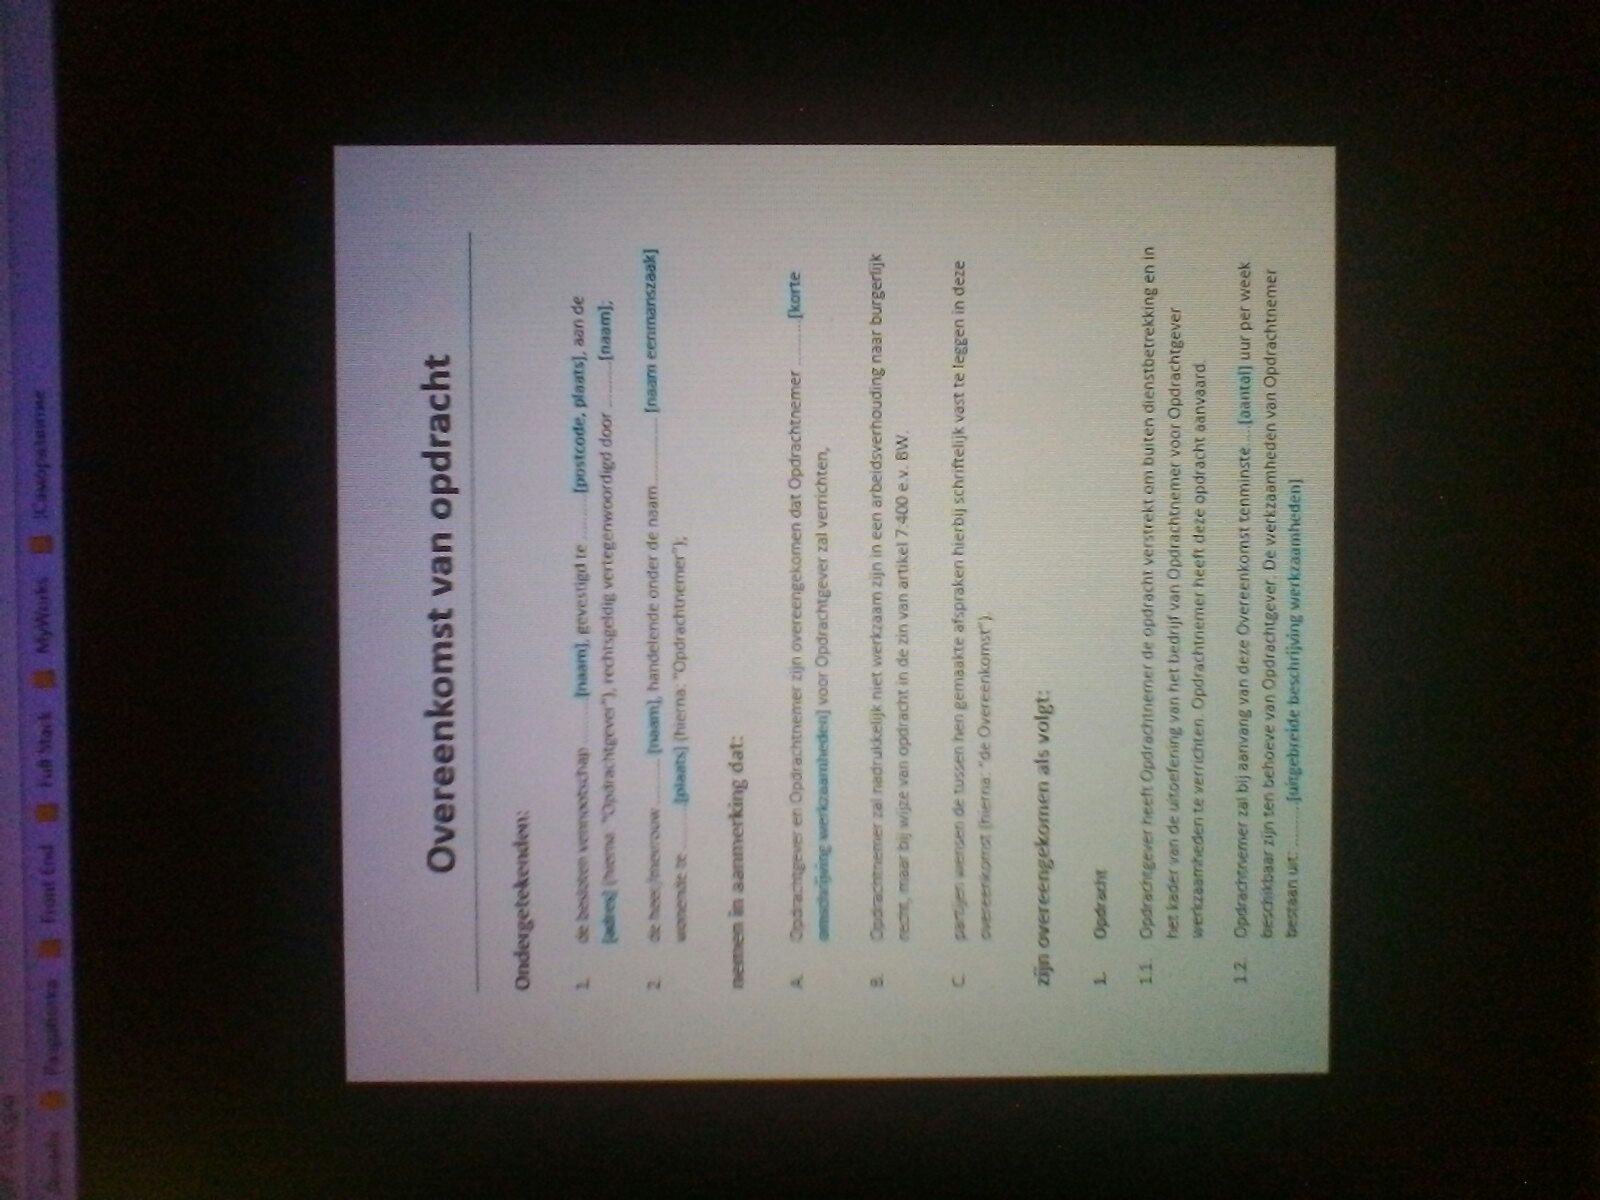 Разработка Front End Full Stack MyWorks !Саморазвитие
Overeenkomst van opdracht
Ondergetekenden:
1. de besloten vennootschap ..........[naam], gevestigd te ..........[postcode, plaats], aan de
[adres] (hierna: "Opdrachtgever"), rechtsgeldig vertegenwoordigd door ..........[naam];
2. de heer/mevrouw .......... [naam], handelende onder de naam............... [naam eenmanszaak]
wonende te ..........[plaats] (hierna: "Opdrachtnemer");
nemen in aanmerking dat:
A. Opdrachtgever en Opdrachtnemer zijn overeengekomen dat Opdrachtnemer ..........[korte
omschrijving werkzaamheden] voor Opdrachtgever zal verrichten,
B. Opdrachtnemer zal nadrukkelijk niet werkzaam zijn in een arbeidsverhouding naar burgerlijk
recht, maar bij wijze van opdracht in de zin van artikel 7:400 e.v. BW.
C. partijen wensen de tussen hen gemaakte afspraken hierbij schriftelijk vast te leggen in deze
overeenkomst (hierna: "de Overeenkomst").
zijn overeengekomen als volgt:
1. Opdracht
1.1. Opdrachtgever heeft Opdrachtnemer de opdracht verstrekt om buiten dienstbetrekking en in
het kader van de uitoefening van het bedrijf van Opdrachtnemer voor Opdrachtgever
werkzaamheden te verrichten. Opdrachtnemer heeft deze opdracht aanvaard.
1.2. Opdrachtnemer zal bij aanvang van deze Overeenkomst tenminste.....[aantal] uur per week
beschikbaar zijn ten behoeve van Opdrachtgever. De werkzaamheden van Opdrachtnemer
bestaan uit: ..........[uitgebreide beschrijving werkzaamheden]